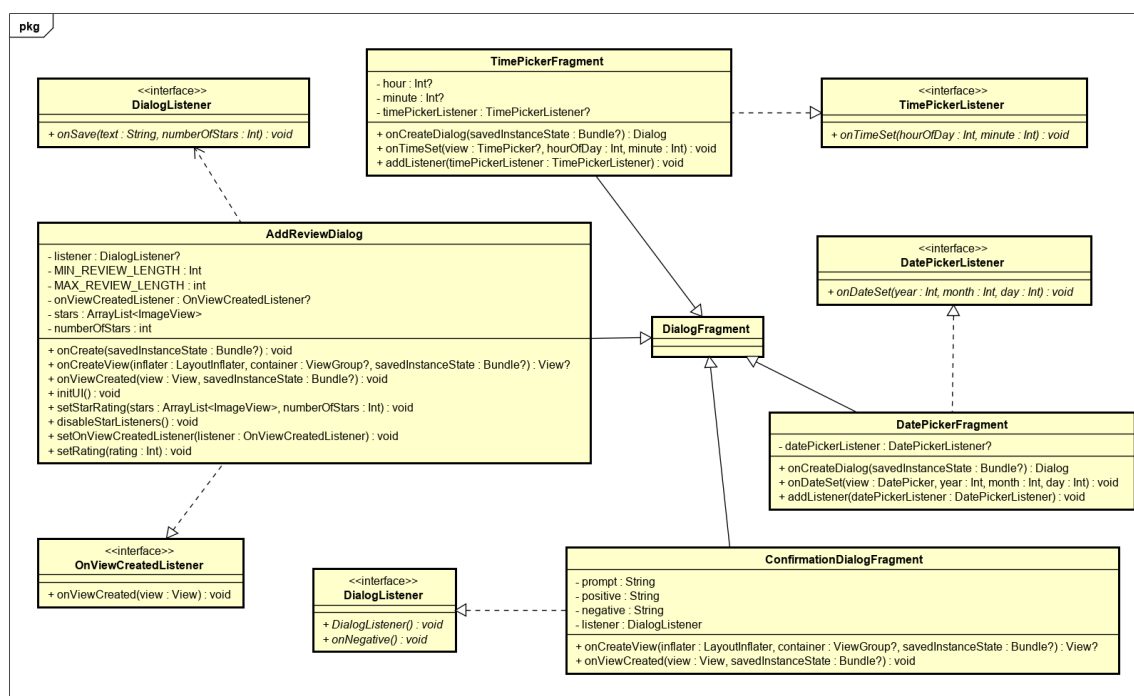 pkg
TimePickerFragment
- hour : Int?
- minute : Int?
- timePickerListener : TimePickerListener?
+ onCreateDialog(savedInstanceState : Bundle?) : Dialog
+ onTimeSet(view : TimePicker?, hourOfDay : Int, minute : Int) : void
+ addListener(timePickerListener : TimePickerListener) : void
<<interface>>
DialogListener
+ onSave(text : String, numberOfStars : Int) : void
<<interface>>
TimePickerListener
+ onTimeSet(hourOfDay : Int, minute : Int) : void
AddReviewDialog
- listener : DialogListener?
- MIN_REVIEW_LENGTH : Int
- MAX_REVIEW_LENGTH : int
- onViewCreatedListener : OnViewCreatedListener?
- stars : ArrayList<ImageView>
- numberOfStars : int
+ onCreate(savedInstanceState : Bundle?) : void
+ onCreateView(inflater : LayoutInflater, container : ViewGroup?, savedInstanceState : Bundle?) : View?
+ onViewCreated(view : View, savedInstanceState : Bundle?) : void
+ initUI() : void
+ setStarRating(stars : ArrayList<ImageView>, numberOfStars : Int) : void
+ disableStarListeners() : void
+ setOnViewCreatedListener(listener : OnViewCreatedListener) : void
+ setRating(rating : Int) : void
<<interface>>
DatePickerListener
+ onDateSet(year : Int, month : Int, day : Int) : void
DialogFragment
DatePickerFragment
- datePickerListener : DatePickerListener?
+ onCreateDialog(savedInstanceState : Bundle?) : Dialog
+ onDateSet(view : DatePicker, year : Int, month : Int, day : Int) : void
+ addListener(datePickerListener : DatePickerListener) : void
<<interface>>
OnViewCreatedListener
+ onViewCreated(view : View) : void
<<interface>>
DialogListener
+ DialogListener() : void
+ onNegative() : void
ConfirmationDialogFragment
- prompt : String
- positive : String
- negative : String
- listener : DialogListener
+ onCreateView(inflater : LayoutInflater, container : ViewGroup?, savedInstanceState : Bundle?) : View?
+ onViewCreated(view : View, savedInstanceState : Bundle?) : void